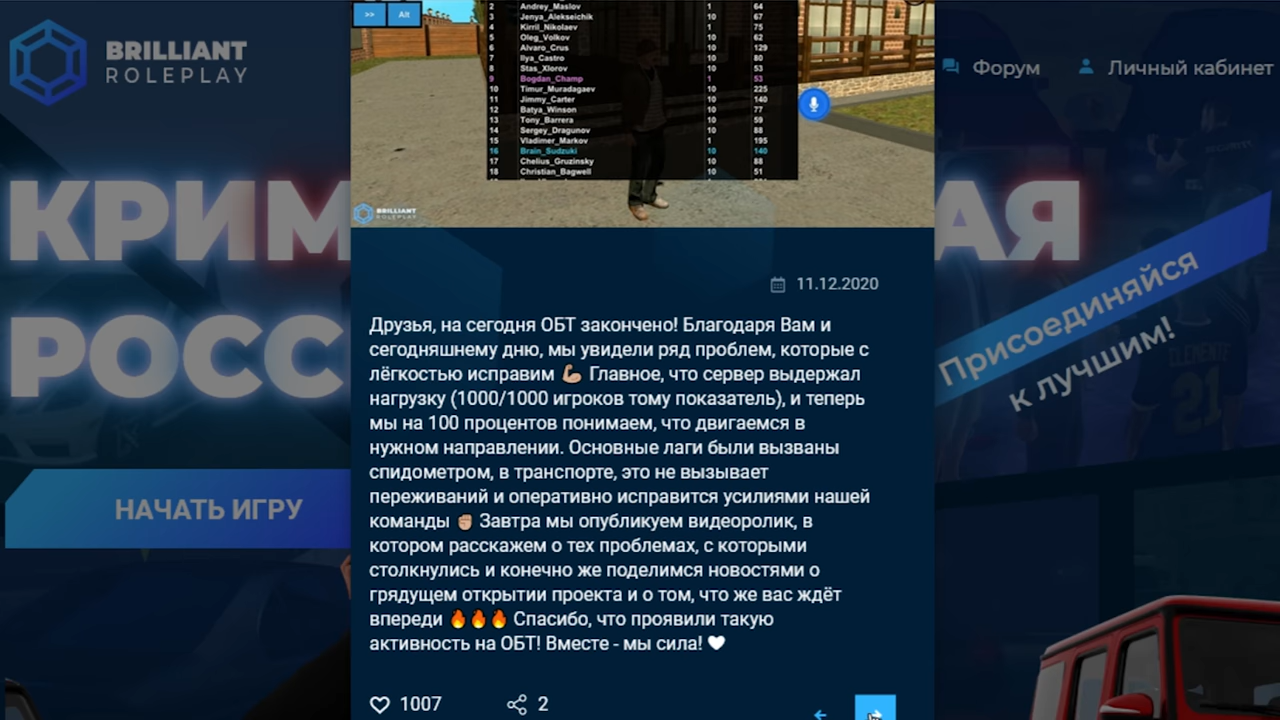 >> Alt
2 Andrey_Maslov 1 64
3 Jenya_Alekseichik 10 67
4 Kirril_Nikolaev 1 75
5 Oleg_Volkov 10 62
6 Alvaro_Crus 10 129
7 Ilya_Castro 10 80
8 Stas_Xlorov 10 53
9 Bogdan_Champ 1 53
10 Timur_Muradagaev 10 225
11 Jimmy_Carter 10 140
12 Batya_Winson 10 77
13 Tony_Barrera 10 59
14 Sergey_Dragunov 10 88
15 Vladimer_Markov 1 195
16 Brain_Sudzuki 10 140
17 Chelius_Gruzinsky 10 88
18 Christian_Bagwell 10 51
BRILLIANT
ROLEPLAY
BRILLIANT
ROLEPLAY
Форум Личный кабинет
КРИМ АЯ
РОСС
Присоединяйся
к лучшим!
CLEMENTE
21
НАЧАТЬ ИГРУ
11.12.2020
Друзья, на сегодня ОБТ закончено! Благодаря Вам и
сегодняшнему дню, мы увидели ряд проблем, которые с
лёгкостью исправим 💪🏼 Главное, что сервер выдержал
нагрузку (1000/1000 игроков тому показатель), и теперь
мы на 100 процентов понимаем, что двигаемся в
нужном направлении. Основные лаги были вызваны
спидометром, в транспорте, это не вызывает
переживаний и оперативно исправится усилиями нашей
команды ✊🏼 Завтра мы опубликуем видеоролик, в
котором расскажем о тех проблемах, с которыми
столкнулись и конечно же поделимся новостями о
грядущем открытии проекта и о том, что же вас ждёт
впереди 🔥🔥🔥 Спасибо, что проявили такую
активность на ОБТ! Вместе - мы сила! 🤍
1007 2